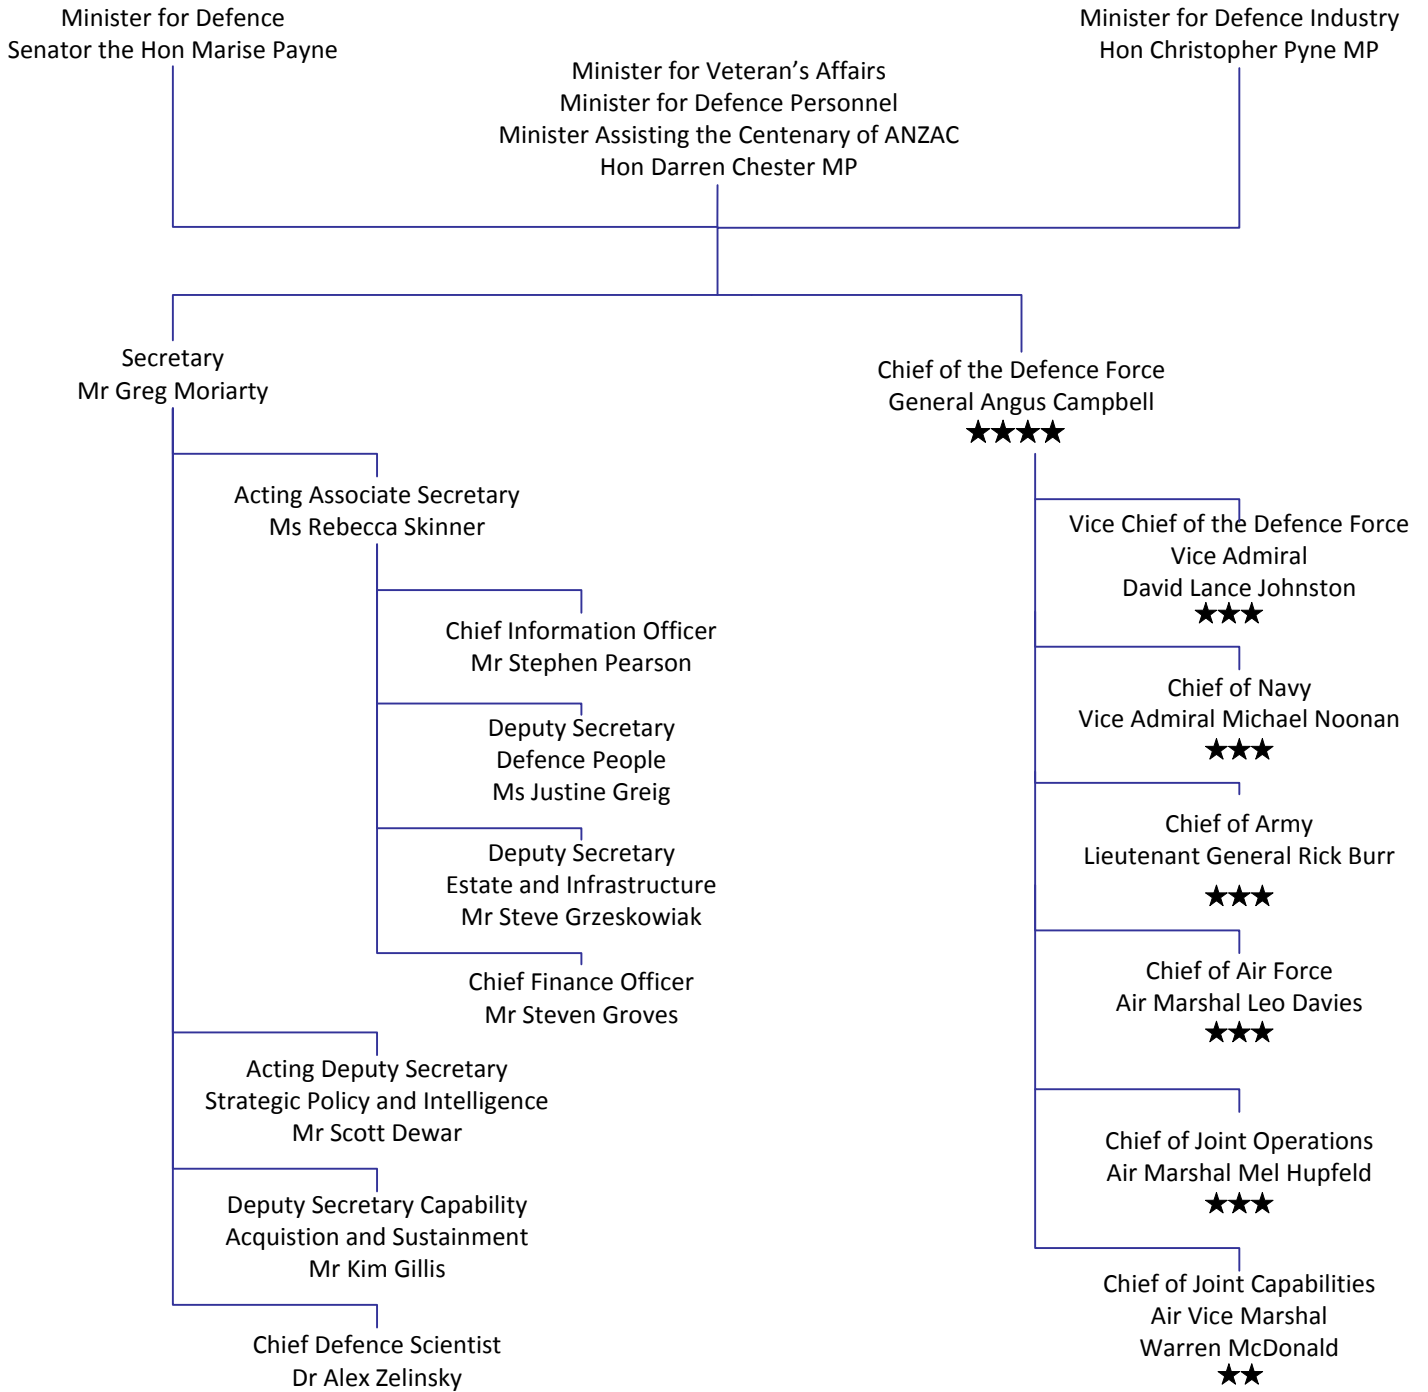 Minister for Defence
Senator the Hon Marise Payne
Minister for Veteran’s Affairs
Minister for Defence Personnel
Minister Assisting the Centenary of ANZAC
Hon Darren Chester MP
Minister for Defence Industry
Hon Christopher Pyne MP
Secretary
Mr Greg Moriarty
Acting Associate Secretary
Ms Rebecca Skinner
Chief Information Officer
Mr Stephen Pearson
Deputy Secretary
Defence People
Ms Justine Greig
Deputy Secretary
Estate and Infrastructure
Mr Steve Grzeskowiak
Chief Finance Officer
Mr Steven Groves
Acting Deputy Secretary
Strategic Policy and Intelligence
Mr Scott Dewar
Deputy Secretary Capability
Acquistion and Sustainment
Mr Kim Gillis
Chief Defence Scientist
Dr Alex Zelinsky
Chief of the Defence Force
General Angus Campbell
★★★★
Vice Chief of the Defence Force
Vice Admiral
David Lance Johnston
★★★
Chief of Navy
Vice Admiral Michael Noonan
★★★
Chief of Army
Lieutenant General Rick Burr
★★★
Chief of Air Force
Air Marshal Leo Davies
★★★
Chief of Joint Operations
Air Marshal Mel Hupfeld
★★★
Chief of Joint Capabilities
Air Vice Marshal
Warren McDonald
★★